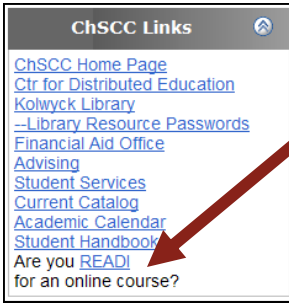 ChSCC Links
ChSCC Home Page
Ctr for Distributed Education
Kolwyck Library
--Library Resource Passwords
Financial Aid Office
Advising
Student Services
Current Catalog
Academic Calendar
Student Handbook
Are you READI
for an online course?